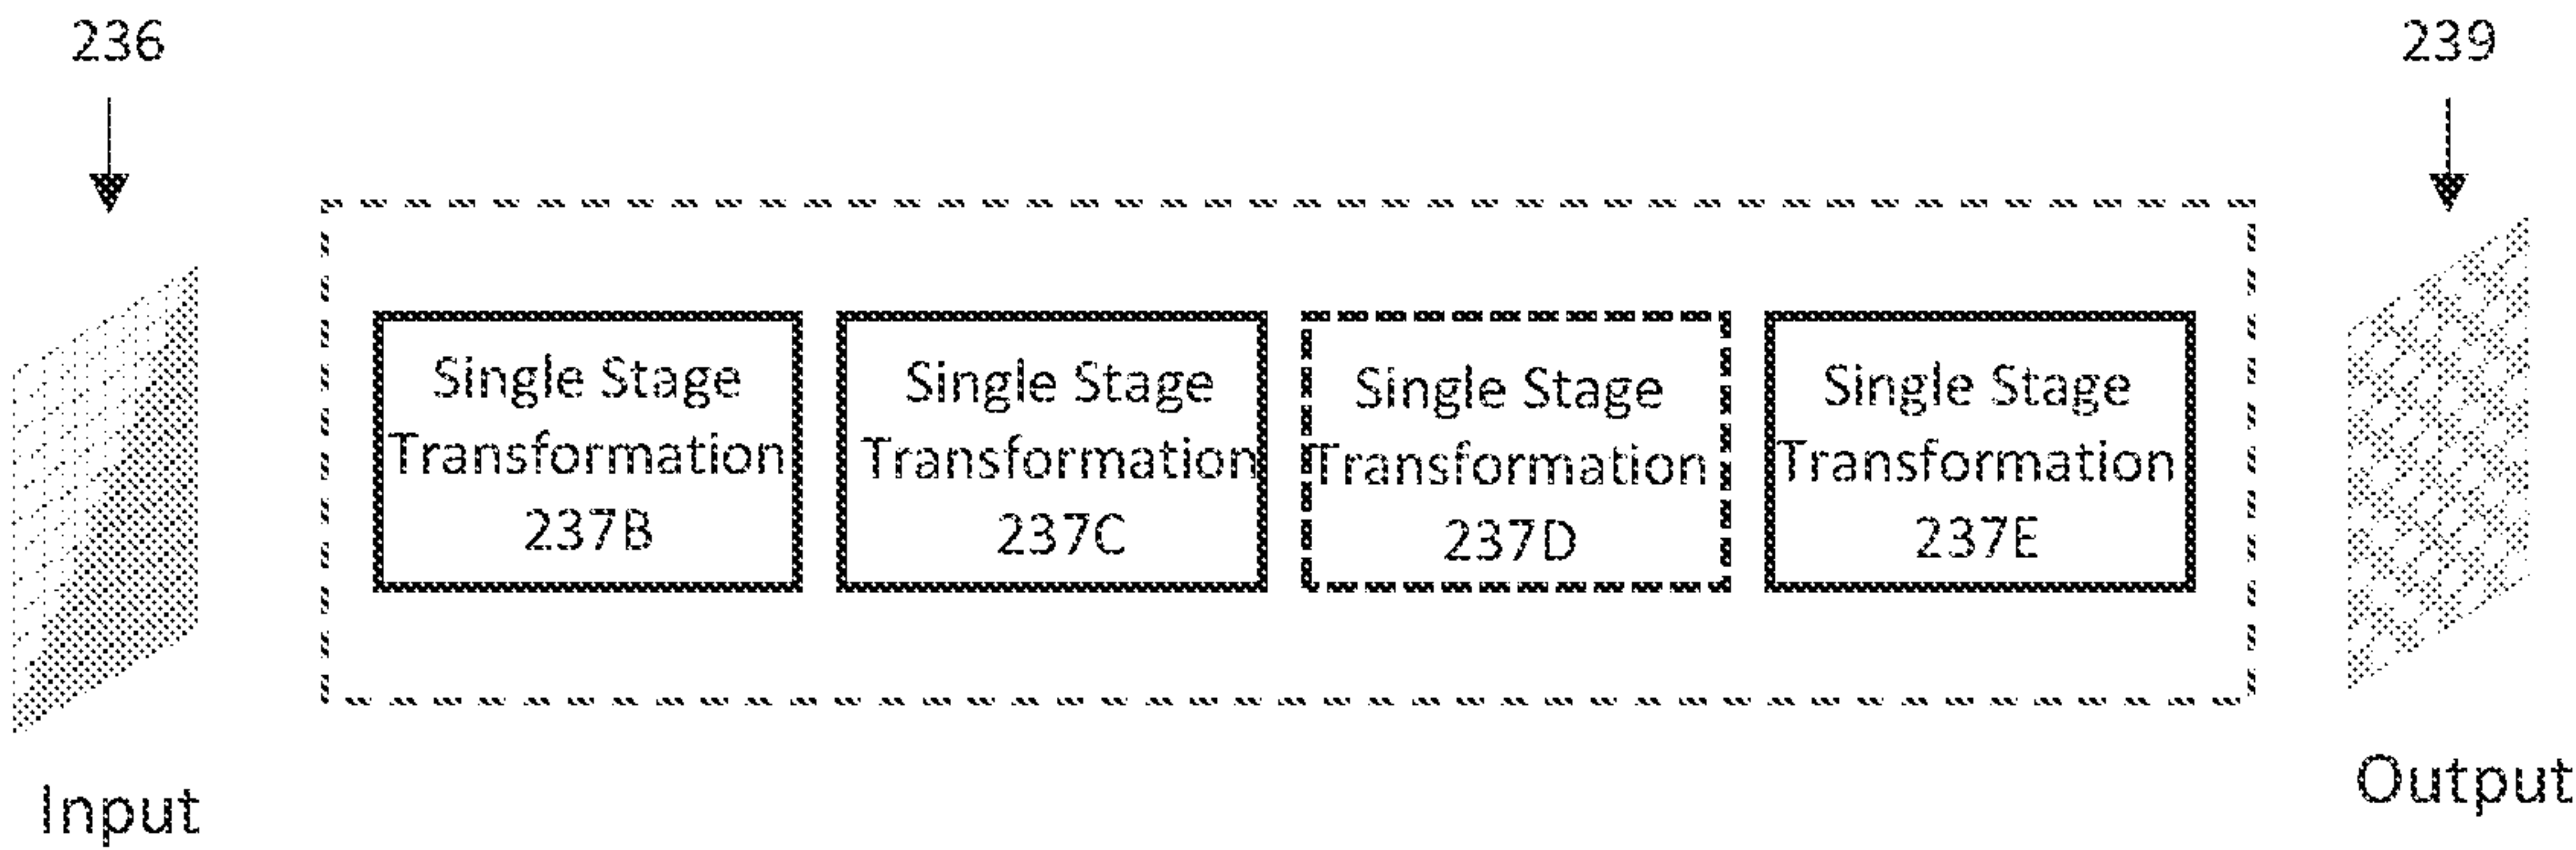 236
239
Single Stage
Transformation
237B
Single Stage
Transformation
237C
Single Stage
Transformation
237D
Single Stage
Transformation
237E
Input
Output